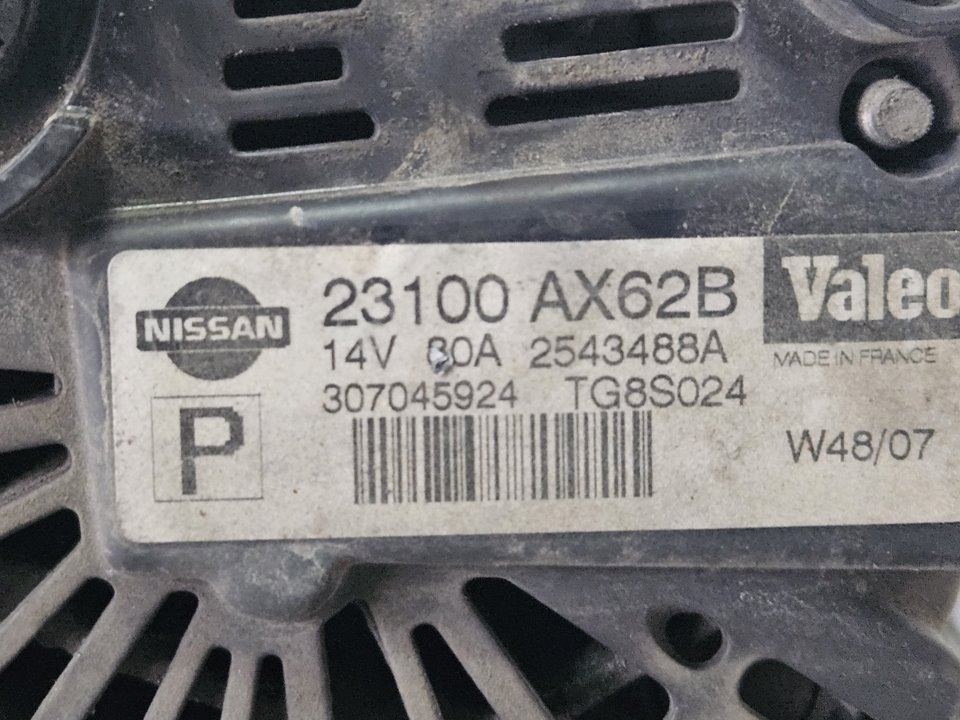 NISSAN
23100 AX62B
Valeo
14V 80A 2543488A
MADE IN FRANCE
307045924 TG8S024
P
W48/07